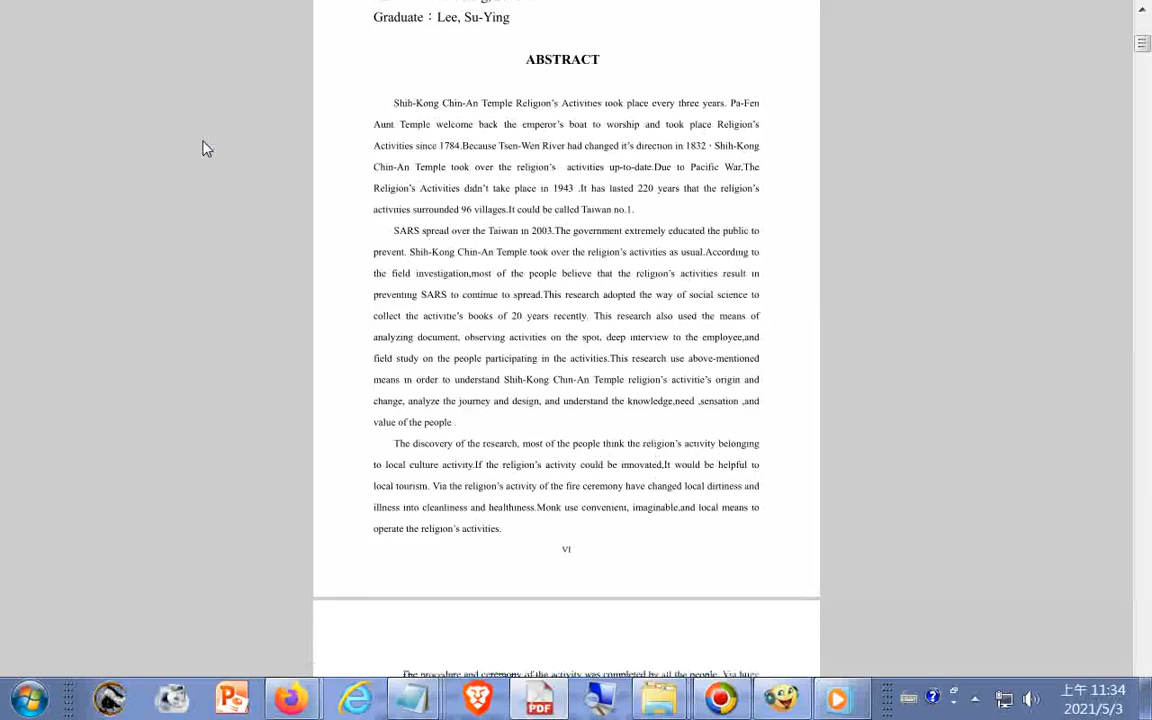 Graduate：Lee, Su-Ying
ABSTRACT
Shih-Kong Chin-An Temple Religion's Activities took place every three years. Pa-Fen
Aunt Temple welcome back the emperor's boat to worship and took place Religion's
Activities since 1784.Because Tsen-Wen River had changed it's direction in 1832，Shih-Kong
Chin-An Temple took over the religion's activities up-to-date.Due to Pacific War,The
Religion's Activities didn't take place in 1943 .It has lasted 220 years that the religion's
activities surrounded 96 villages.It could be called Taiwan no.1.
SARS spread over the Taiwan in 2003.The government extremely educated the public to
prevent. Shih-Kong Chin-An Temple took over the religion's activities as usual.According to
the field investigation,most of the people believe that the religion's activities result in
preventing SARS to continue to spread.This research adopted the way of social science to
collect the activitie's books of 20 years recently. This research also used the means of
analyzing document, observing activities on the spot, deep interview to the employee,and
field study on the people participating in the activities.This research use above-mentioned
means in order to understand Shih-Kong Chin-An Temple religion's activitie's origin and
change, analyze the journey and design, and understand the knowledge,need ,sensation ,and
value of the people .
The discovery of the research, most of the people think the religion's activity belonging
to local culture activity.If the religion's activity could be innovated,It would be helpful to
local tourism. Via the religion's activity of the fire ceremony have changed local dirtiness and
illness into cleanliness and healthiness.Monk use convenient, imaginable,and local means to
operate the religion's activities.
VI
The procedure and ceremony of the activity was completed by all the people. Via huge
PDF
上午 11:34
2021/5/3